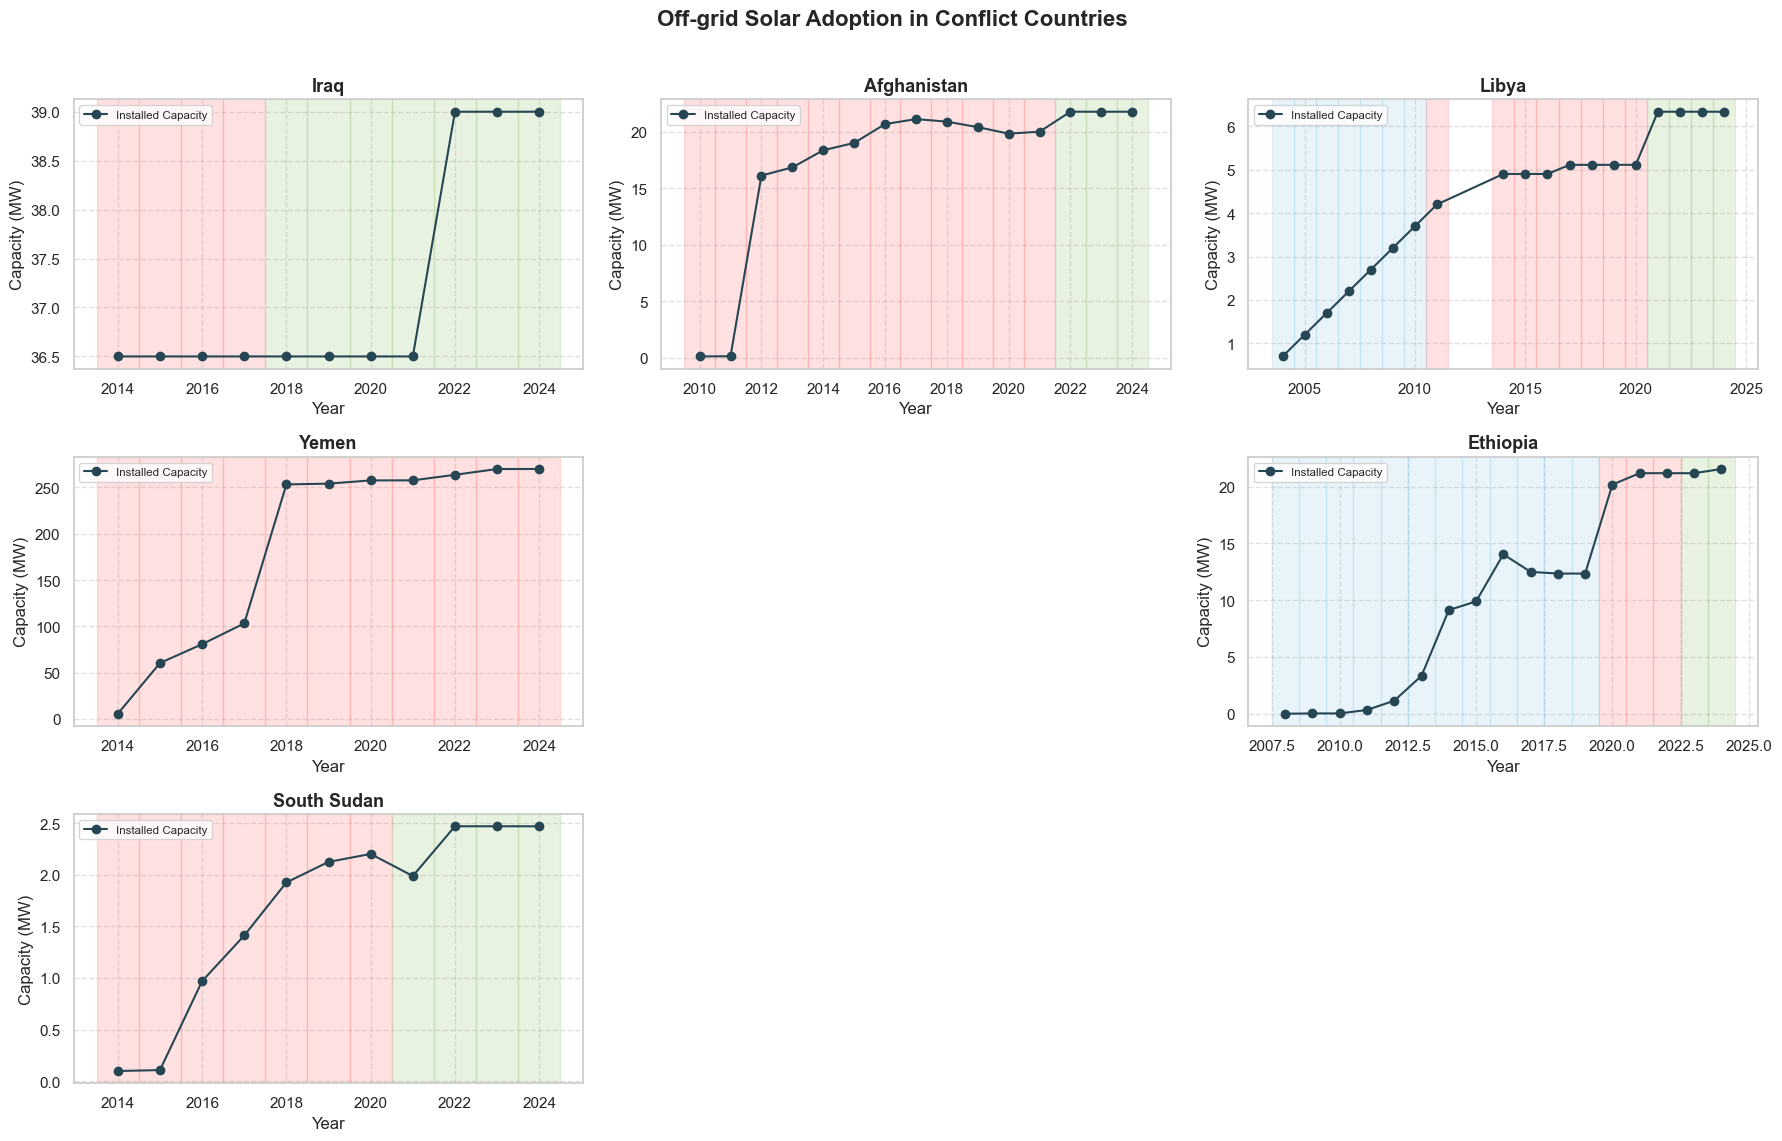 Off-grid Solar Adoption in Conflict Countries
Iraq
Installed Capacity
Capacity (MW)
39.0
38.5
38.0
37.5
37.0
36.5
2014 2016 2018 2020 2022 2024
Year
Afghanistan
Installed Capacity
Capacity (MW)
20
15
10
5
0
2010 2012 2014 2016 2018 2020 2022 2024
Year
Libya
Installed Capacity
Capacity (MW)
6
5
4
3
2
1
2005 2010 2015 2020 2025
Year
Yemen
Installed Capacity
Capacity (MW)
250
200
150
100
50
0
2014 2016 2018 2020 2022 2024
Year
Ethiopia
Installed Capacity
Capacity (MW)
20
15
10
5
0
2007.5 2010.0 2012.5 2015.0 2017.5 2020.0 2022.5 2025.0
Year
South Sudan
Installed Capacity
Capacity (MW)
2.5
2.0
1.5
1.0
0.5
0.0
2014 2016 2018 2020 2022 2024
Year